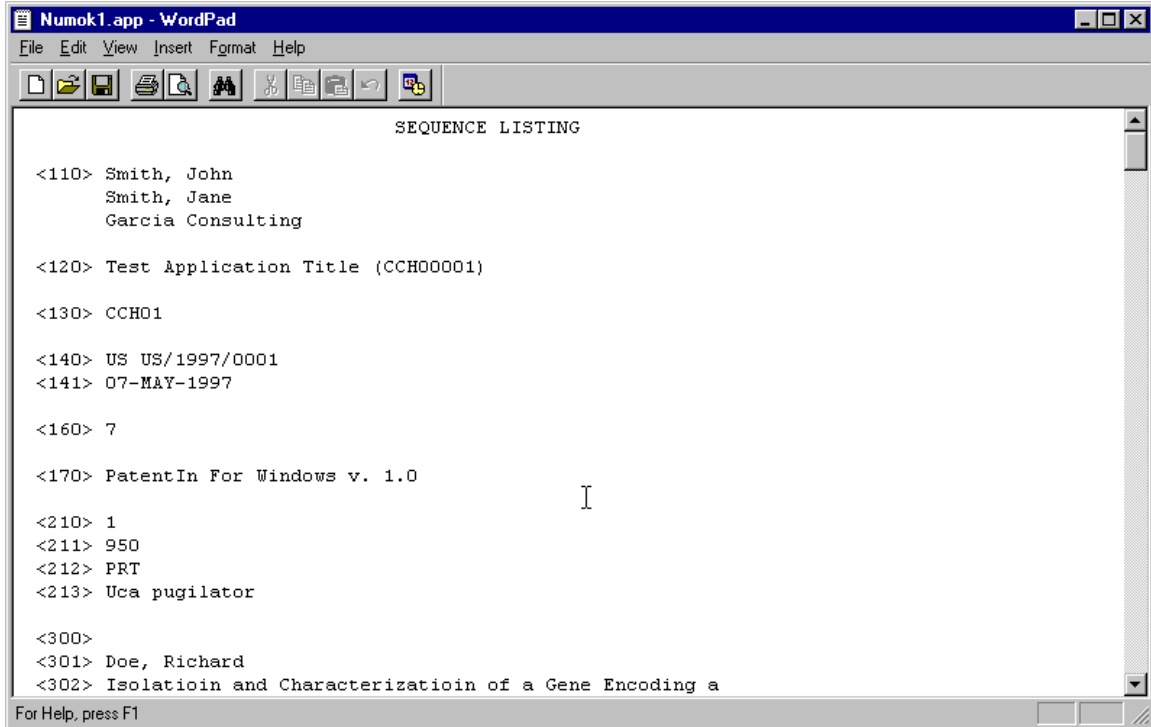 Numok1.app - WordPad
File Edit View Insert Format Help
SEQUENCE LISTING
<110> Smith, John
Smith, Jane
Garcia Consulting
<120> Test Application Title (CCH00001)
<130> CCH01
<140> US US/1997/0001
<141> 07-MAY-1997
<160> 7
<170> PatentIn For Windows v. 1.0
<210> 1
<211> 950
<212> PRT
<213> Uca pugilator
<300>
<301> Doe, Richard
<302> Isolatioin and Characterizatioin of a Gene Encoding a
For Help, press F1